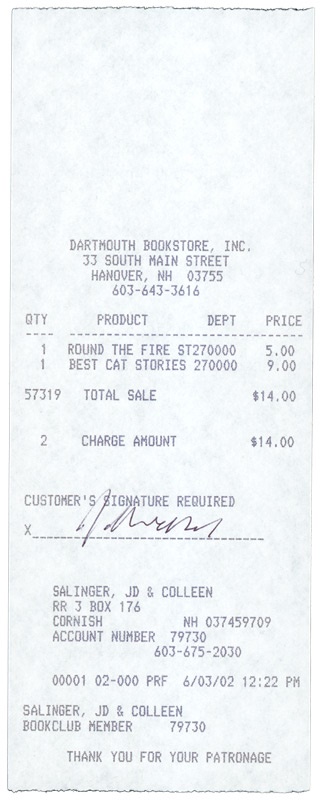 DARTMOUTH BOOKSTORE, INC.
33 SOUTH MAIN STREET
HANOVER, NH 03755
603-643-3616
QTY PRODUCT DEPT PRICE
1 ROUND THE FIRE ST270000 5.00
1 BEST CAT STORIES 270000 9.00
57319 TOTAL SALE $14.00
2 CHARGE AMOUNT $14.00
CUSTOMER'S SIGNATURE REQUIRED
X
SALINGER, JD & COLLEEN
RR 3 BOX 176
CORNISH NH 037459709
ACCOUNT NUMBER 79730
603-675-2030
00001 02-000 PRF 6/03/02 12:22 PM
SALINGER, JD & COLLEEN
BOOKCLUB MEMBER 79730
THANK YOU FOR YOUR PATRONAGE